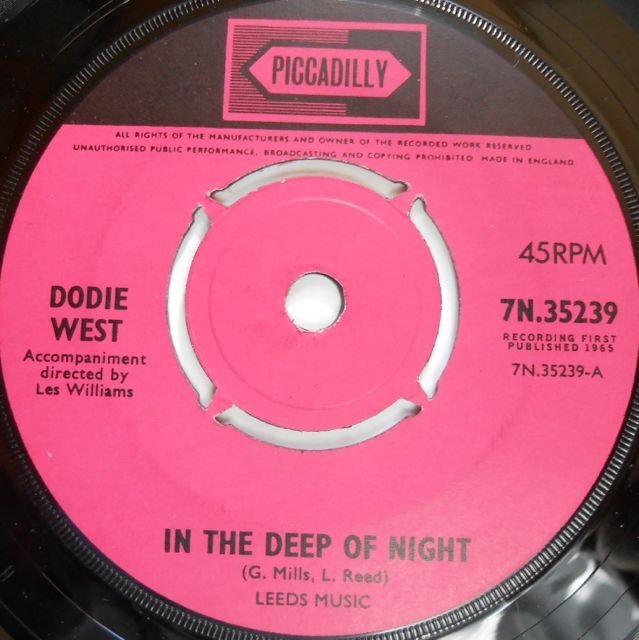 PICCADILLY
ALL RIGHTS OF THE MANUFACTURERS AND OWNER OF THE RECORDED WORK RESERVED
UNAUTHORISED PUBLIC PERFORMANCE, BROADCASTING AND COPYING PROHIBITED MADE IN ENGLAND
45RPM
DODIE
WEST
Accompaniment
directed by
Les Williams
7N.35239
RECORDING FIRST
PUBLISHED 1965
7N.35239-A
IN THE DEEP OF NIGHT
(G. Mills, L. Reed)
LEEDS MUSIC